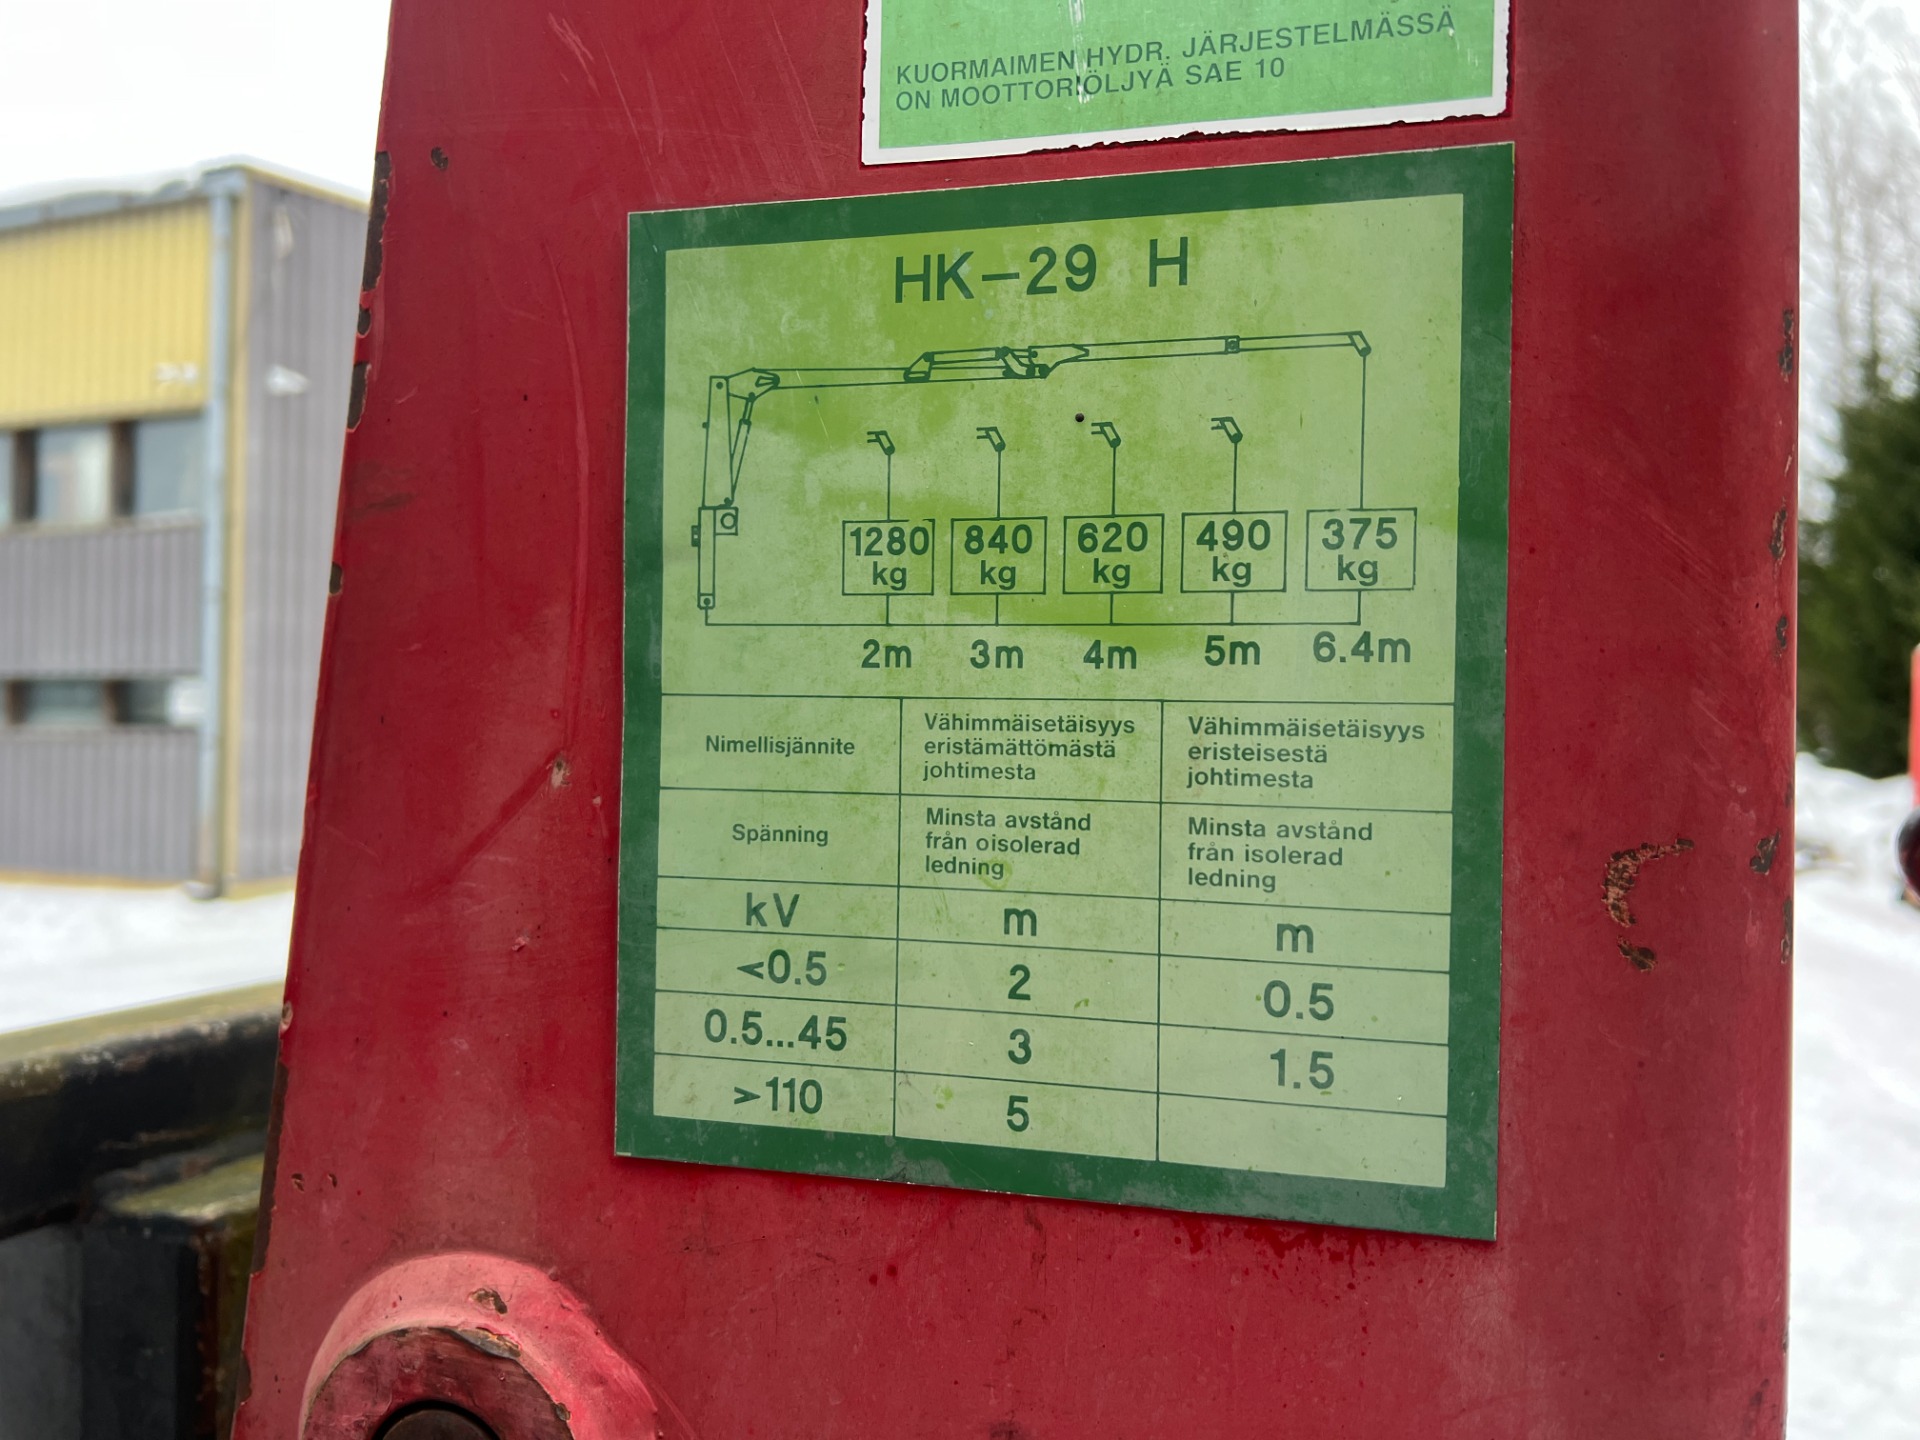 KUORMAIMEN HYDR. JÄRJESTELMÄSSÄ
ON MOOTTORIÖLJYÄ SAE 10
HK-29 H
1280 kg
840 kg
620 kg
490 kg
375 kg
2m 3m 4m 5m 6.4m
Nimellisjännite
Vähimmäisetäisyys
eristämättömästä
johtimesta
Vähimmäisetäisyys
eristeisestä
johtimesta
Spänning
Minsta avstånd
från oisolerad
ledning
Minsta avstånd
från isolerad
ledning
kV m m
<0.5 2 0.5
0.5...45 3 1.5
>110 5